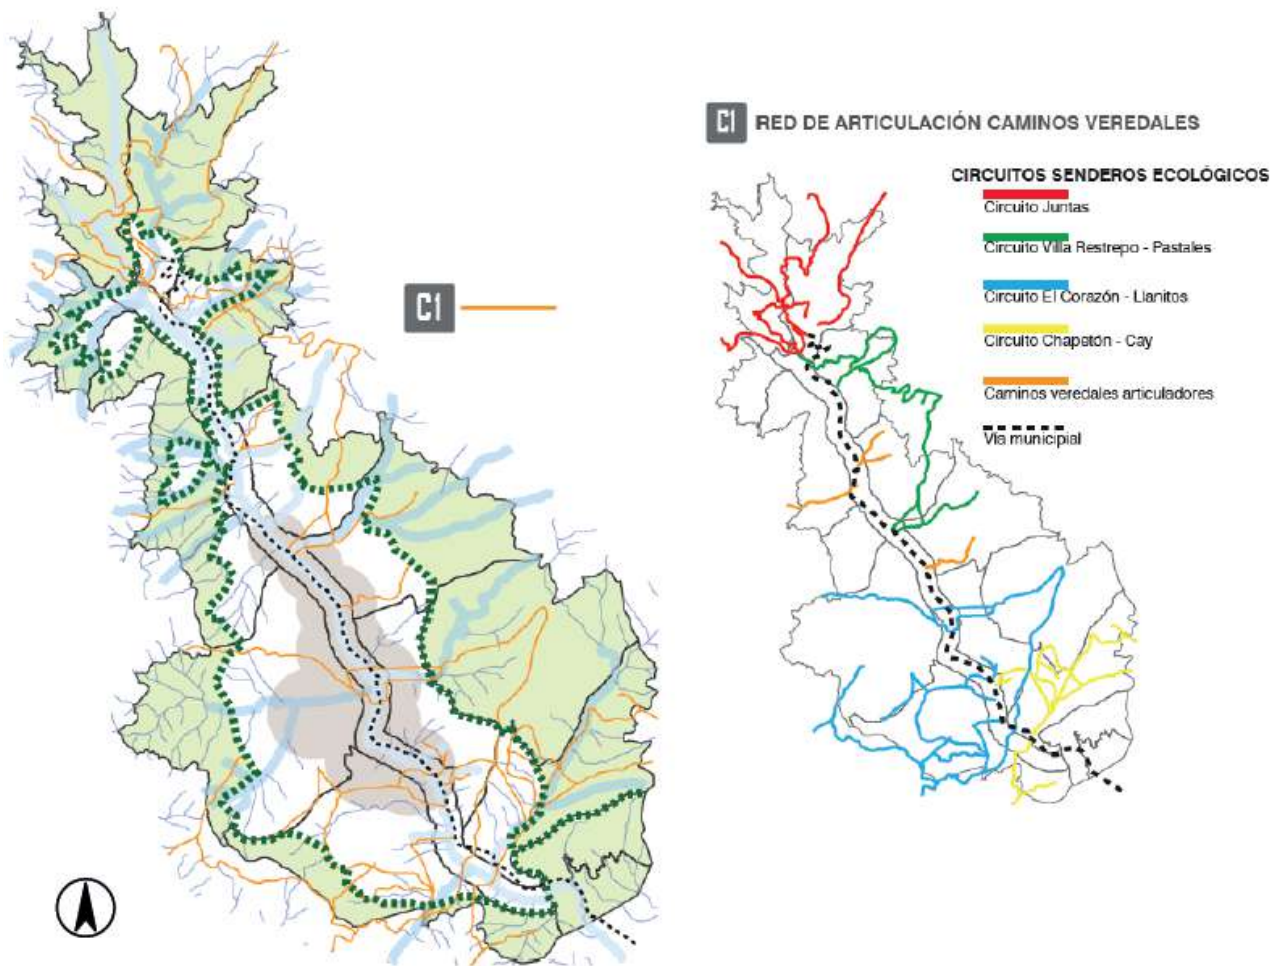 C1 RED DE ARTICULACIÓN CAMINOS VEREDALES
CIRCUITOS SENDEROS ECOLÓGICOS
Circuito Juntas
Circuito Villa Restrepo - Pastales
Circuito El Corazón - Llanitos
Circuito Chapetón - Cay
Caminos veredales articuladores
Vía municipial
C1